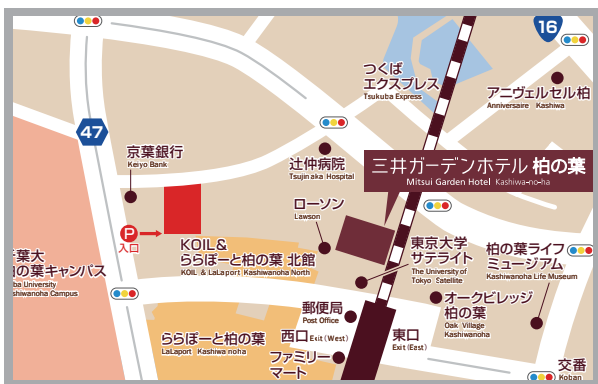 16
つくば
エクスプレス
Tsukuba Express
アニヴェルセル柏
Anniversaire Kashiwa
47
京葉銀行
Keiyo Bank
辻仲病院
Tsujinaka Hospital
三井ガーデンホテル 柏の葉
Mitsui Garden Hotel Kashiwa-no-ha
ローソン
Lawson
P
入口
KOIL&
ららぽーと柏の葉 北館
KOIL & LaLaport Kashiwanoha North
東京大学
サテライト
The University of
Tokyo Satellite
柏の葉ライフ
ミュージアム
Kashiwanoha Life Museum
千葉大
柏の葉キャンパス
ba University
shiwanoha Campus
オークビレッジ
柏の葉
Oak Village
Kashiwanoha
郵便局
Post Office
ららぽーと柏の葉
LaLaport Kashiwa noha
西口 Exit (West)
東口
Exit (East)
ファミリー
マート
交番
Koban